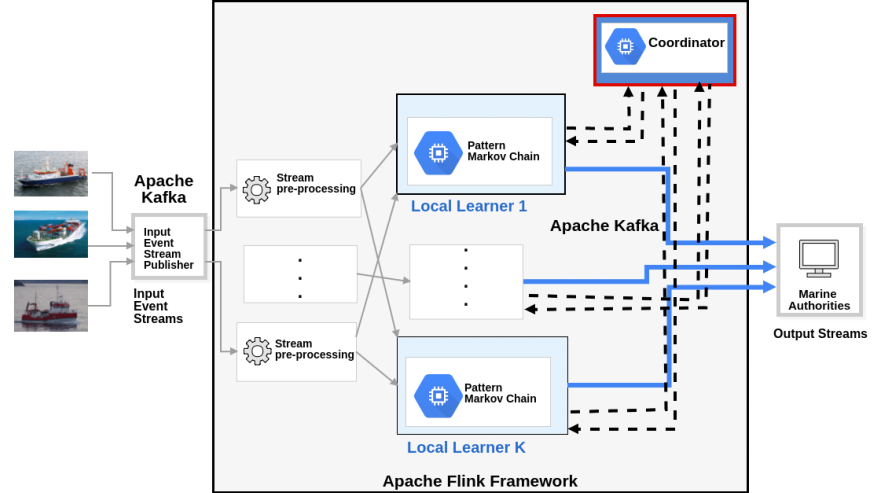 Coordinator
Pattern
Markov Chain
Local Learner 1
Apache
Kafka
Stream
pre-processing
Apache Kafka
Input
Event
Stream
Publisher
Input
Event
Streams
Marine
Authorities
Output Streams
Stream
pre-processing
Pattern
Markov Chain
Local Learner K
Apache Flink Framework